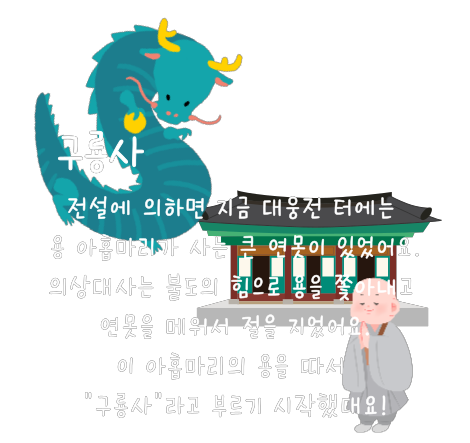 구룡사
전설에 의하면 지금 대웅전 터에는
용 아홉마리가 사는 큰 연못이 있었어요.
의상대사는 불도의 힘으로 용을 쫓아내고
연못을 메워서 절을 지었어요.
이 아홉마리의 용을 따서
"구룡사"라고 부르기 시작했대요!